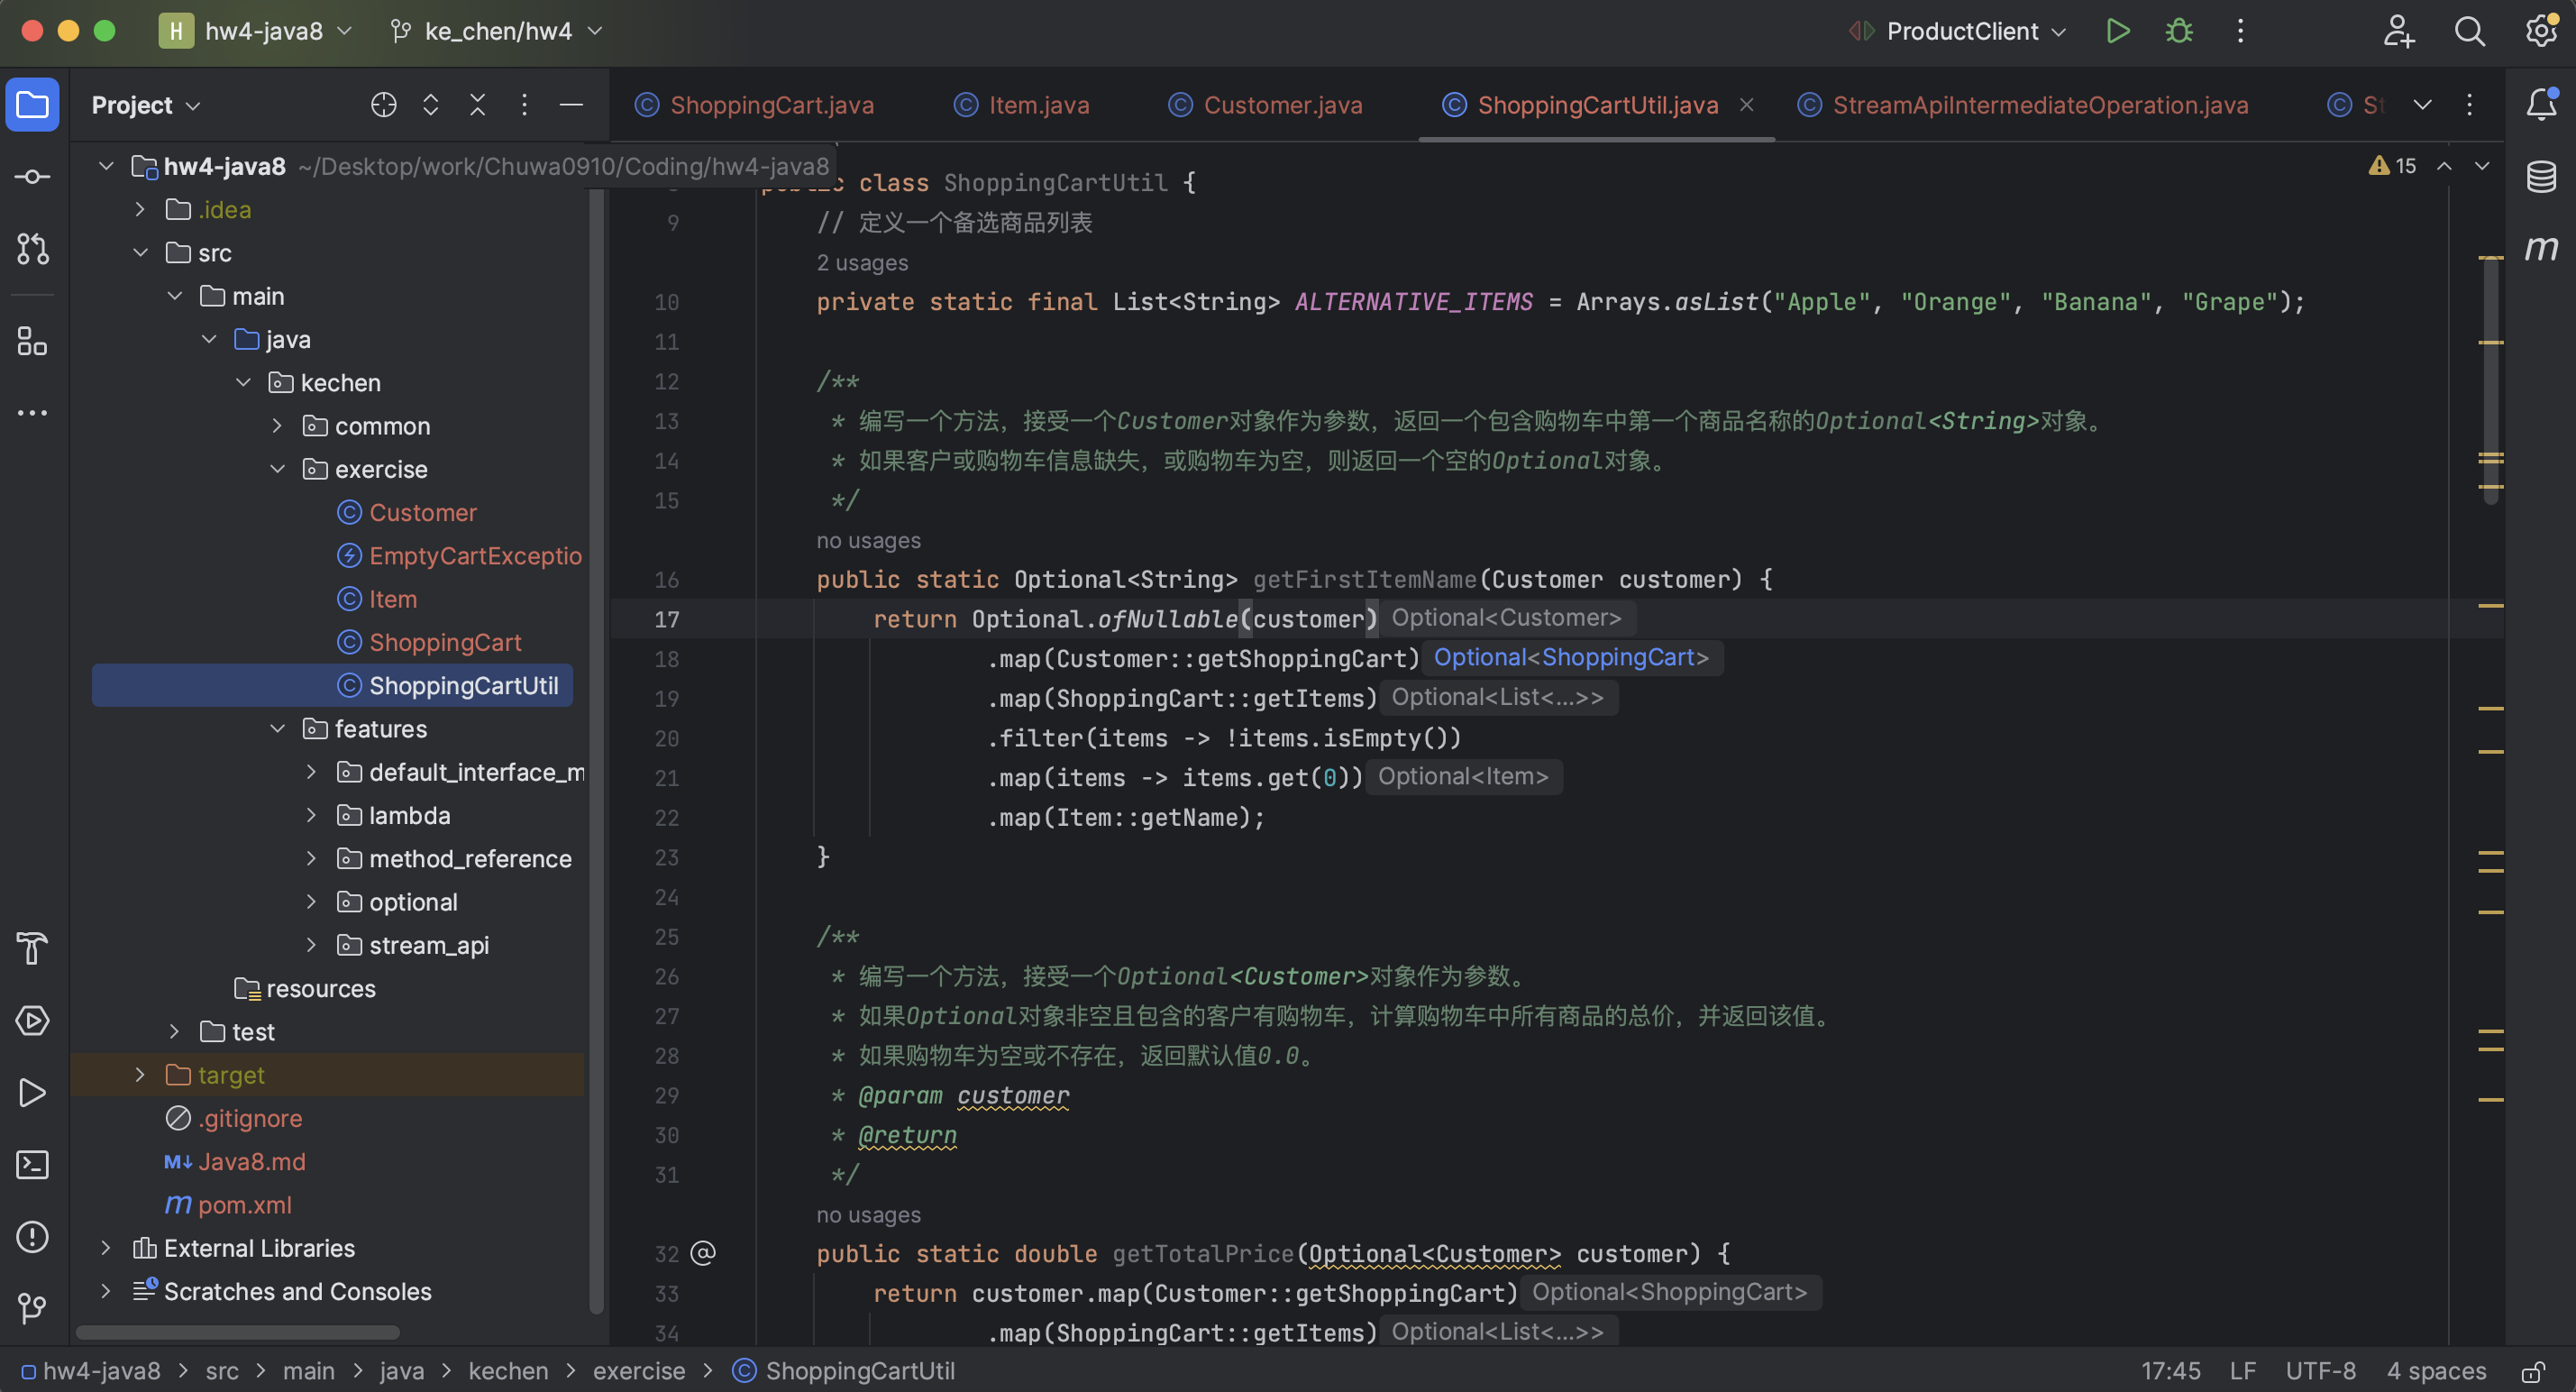 H hw4-java8 ke_chen/hw4 ProductClient
Project
ShoppingCart.java Item.java Customer.java ShoppingCartUtil.java StreamApiIntermediateOperation.java
hw4-java8 ~/Desktop/work/Chuwa0910/Coding/hw4-java8
.idea
src
main
java
kechen
common
exercise
Customer
EmptyCartExceptio
Item
ShoppingCart
ShoppingCartUtil
features
default_interface_m
lambda
method_reference
optional
stream_api
resources
test
target
.gitignore
M↓ Java8.md
m pom.xml
External Libraries
Scratches and Consoles
15
public class ShoppingCartUtil {
9 // 定义一个备选商品列表
2 usages
10 private static final List<String> ALTERNATIVE_ITEMS = Arrays.asList("Apple", "Orange", "Banana", "Grape");
11
12 /**
13 * 编写一个方法，接受一个Customer对象作为参数，返回一个包含购物车中第一个商品名称的Optional<String>对象。
14 * 如果客户或购物车信息缺失，或购物车为空，则返回一个空的Optional对象。
15 */
no usages
16 public static Optional<String> getFirstItemName(Customer customer) {
17 return Optional.ofNullable(customer) Optional<Customer>
18 .map(Customer::getShoppingCart) Optional<ShoppingCart>
19 .map(ShoppingCart::getItems) Optional<List<...>>
20 .filter(items -> !items.isEmpty())
21 .map(items -> items.get(0)) Optional<Item>
22 .map(Item::getName);
23 }
24
25 /**
26 * 编写一个方法，接受一个Optional<Customer>对象作为参数。
27 * 如果Optional对象非空且包含的客户有购物车，计算购物车中所有商品的总价，并返回该值。
28 * 如果购物车为空或不存在，返回默认值0.0。
29 * @param customer
30 * @return
31 */
no usages
32 @ public static double getTotalPrice(Optional<Customer> customer) {
33 return customer.map(Customer::getShoppingCart) Optional<ShoppingCart>
34 .map(ShoppingCart::getItems) Optional<List<...>>
m
hw4-java8 > src > main > java > kechen > exercise > ShoppingCartUtil 17:45 LF UTF-8 4 spaces